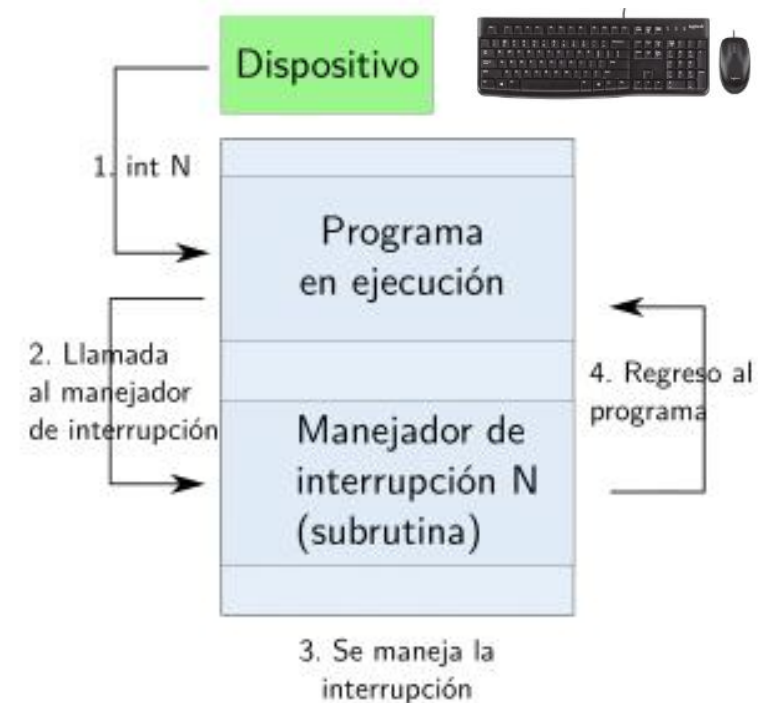 Dispositivo
1. int N
Programa
en ejecución
2. Llamada
al manejador
de interrupción
4. Regreso al
programa
Manejador de
interrupción N
(subrutina)
3. Se maneja la
interrupción